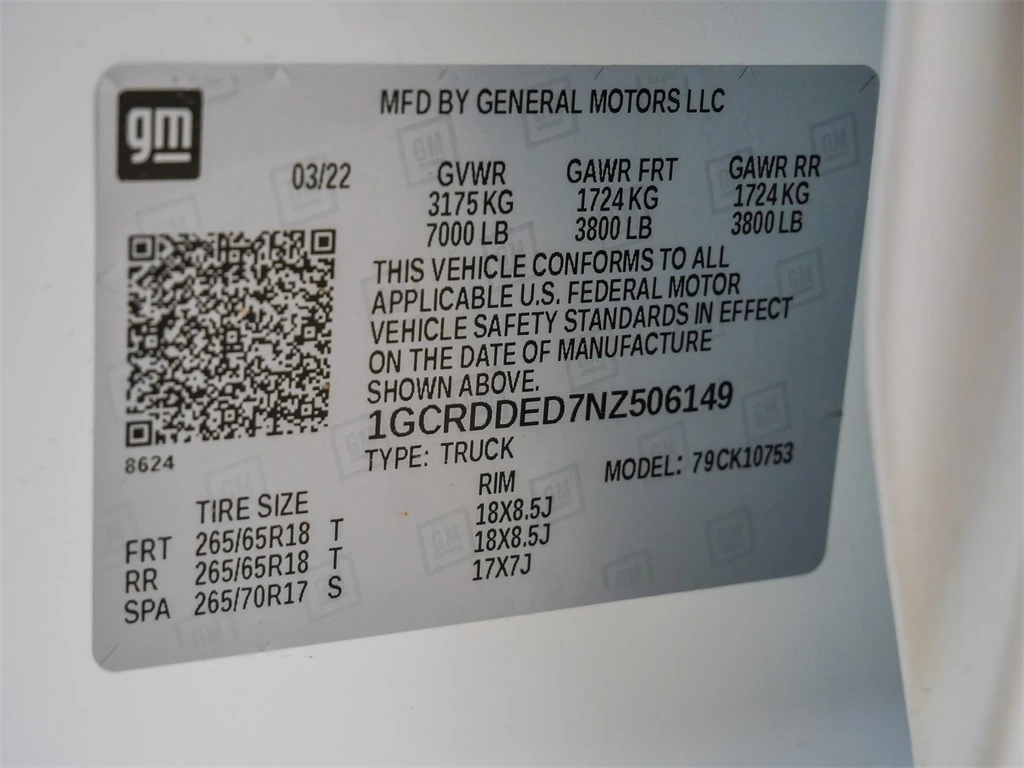 gm
MFD BY GENERAL MOTORS LLC
03/22 GVWR GAWR FRT GAWR RR
3175 KG 1724 KG 1724 KG
7000 LB 3800 LB 3800 LB
THIS VEHICLE CONFORMS TO ALL
APPLICABLE U.S. FEDERAL MOTOR
VEHICLE SAFETY STANDARDS IN EFFECT
ON THE DATE OF MANUFACTURE
SHOWN ABOVE.
1GCRDDED7NZ506149
8624
TYPE: TRUCK MODEL: 79CK10753
TIRE SIZE RIM
FRT 265/65R18 T 18X8.5J
RR 265/65R18 T 18X8.5J
SPA 265/70R17 S 17X7J